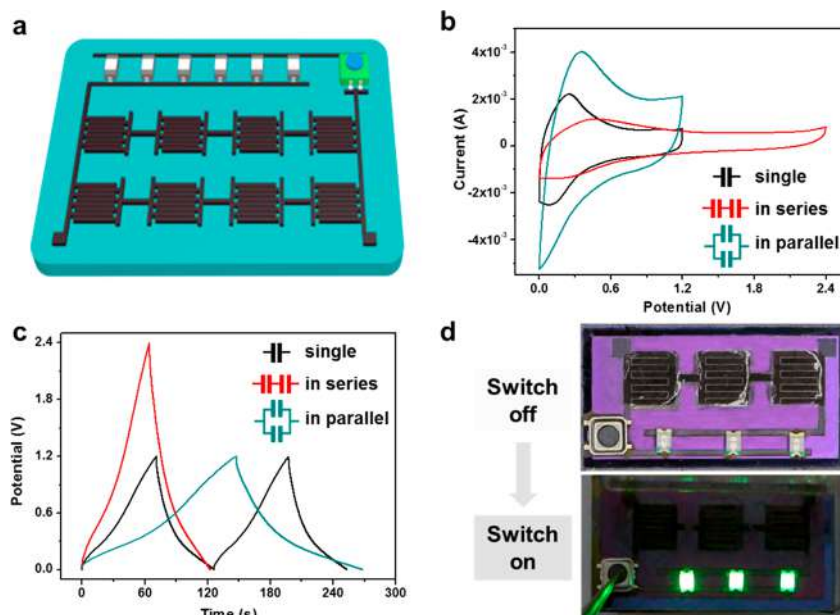 a
b
4x10⁻³
2x10⁻³
0
-2x10⁻³
-4x10⁻³
Current (A)
single
in series
in parallel
0.0
0.6
1.2
1.8
2.4
Potential (V)
c
2.4
1.8
1.2
0.6
0.0
Potential (V)
single
in series
in parallel
0
60
120
180
240
300
Time (s)
d
Switch
off
Switch
on